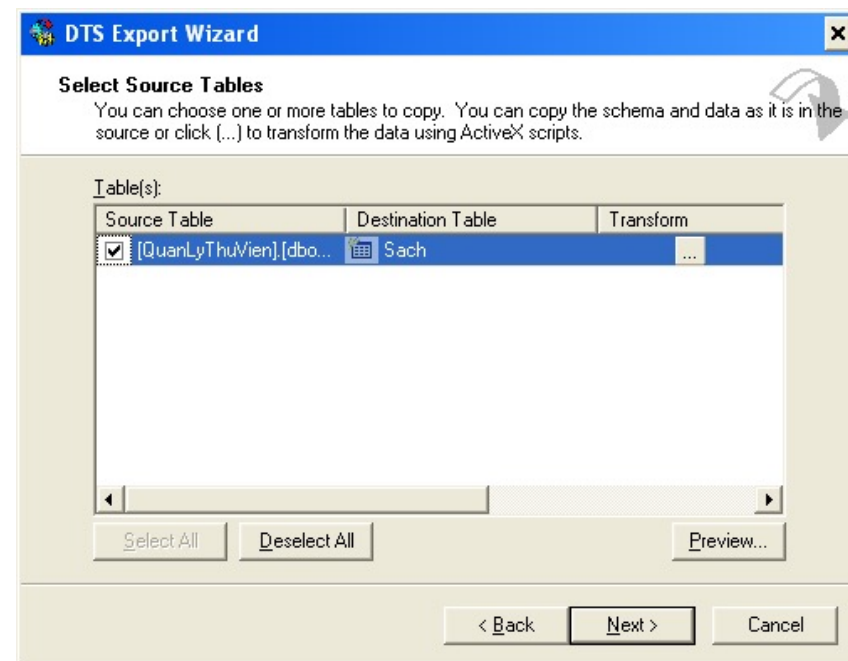 DTS Export Wizard
Select Source Tables
You can choose one or more tables to copy. You can copy the schema and data as it is in the
source or click (...) to transform the data using ActiveX scripts.
Table(s):
Source Table Destination Table Transform
[QuanLyThuVien].[dbo... Sach ...
Select All Deselect All Preview...
< Back Next > Cancel